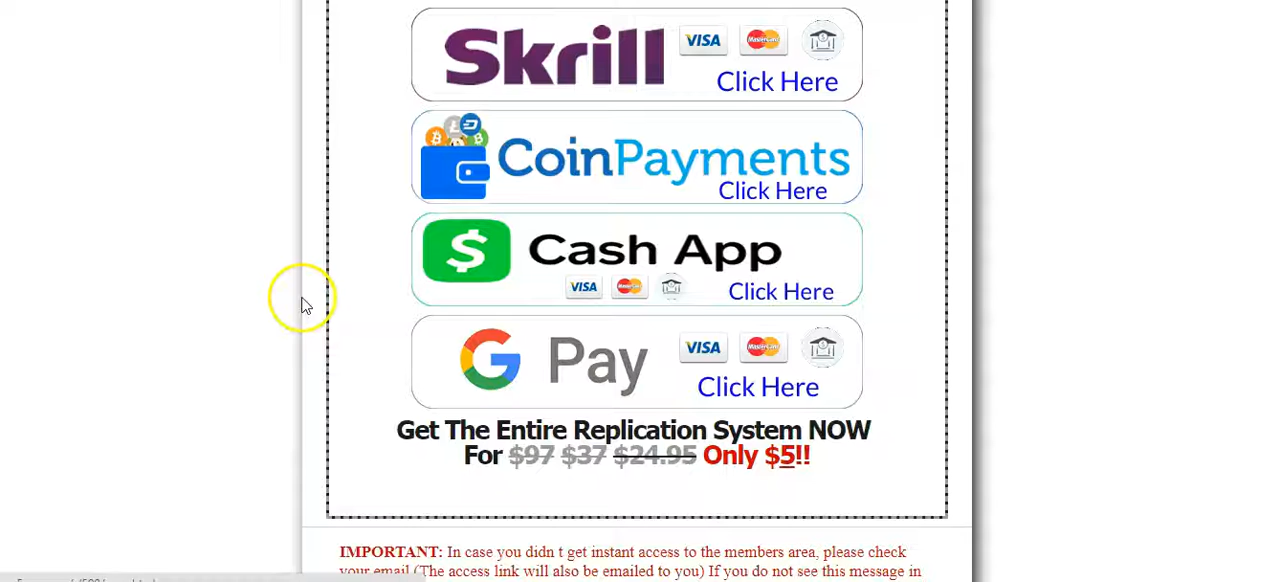 Skrill VISA MasterCard
Click Here
CoinPayments
Click Here
$ Cash App
VISA MasterCard
Click Here
G Pay VISA MasterCard
Click Here
Get The Entire Replication System NOW
For $97 $37 $24.95 Only $5!!
IMPORTANT: In case you didn t get instant access to the members area, please check
your email (The access link will also be emailed to you) If you do not see this message in